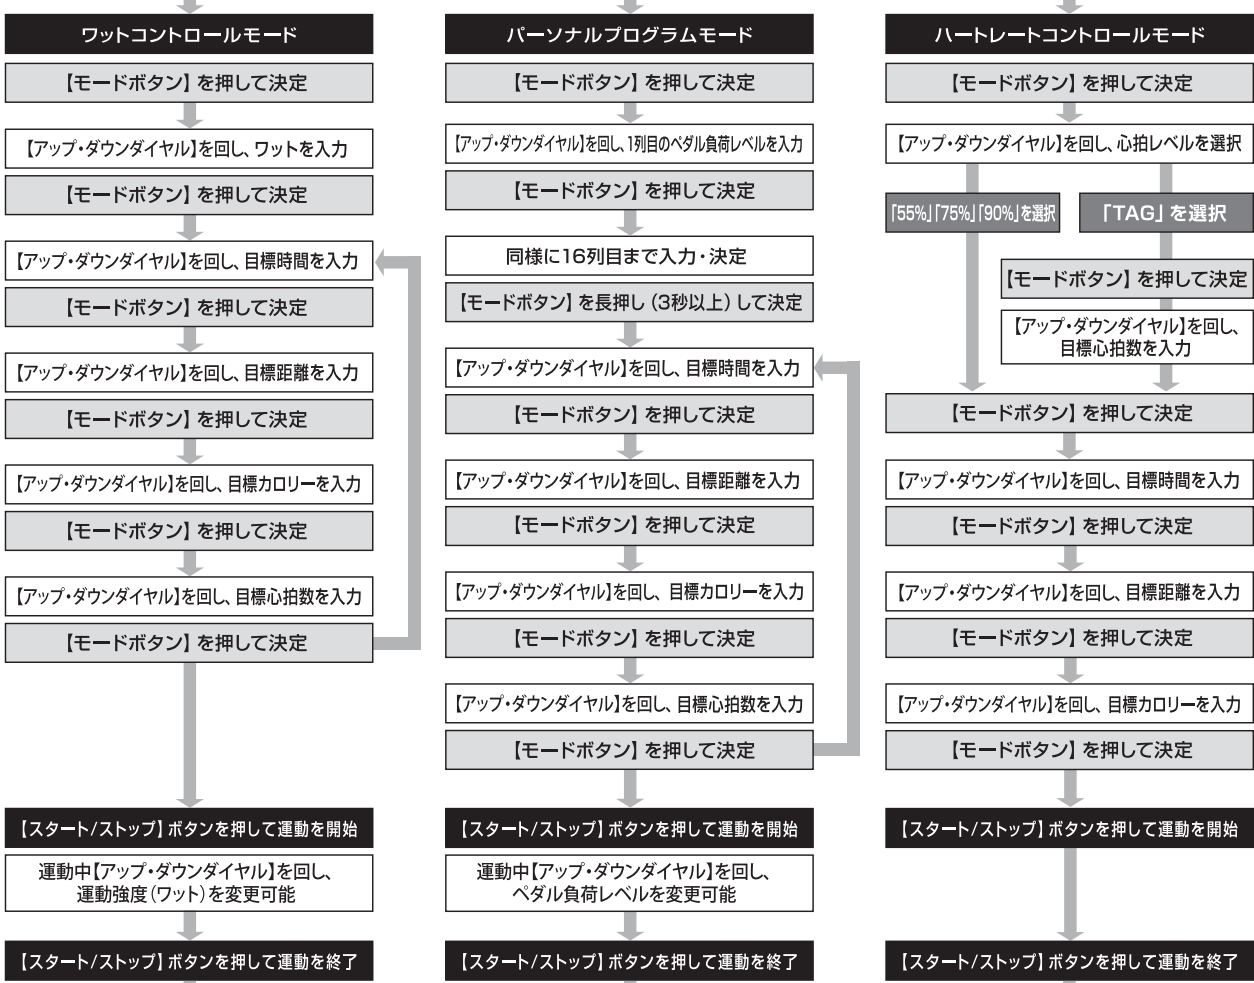 ワットコントロールモード
【モードボタン】を押して決定
【アップ・ダウンダイヤル】を回し、ワットを入力
【モードボタン】を押して決定
【アップ・ダウンダイヤル】を回し、目標時間を入力
【モードボタン】を押して決定
【アップ・ダウンダイヤル】を回し、目標距離を入力
【モードボタン】を押して決定
【アップ・ダウンダイヤル】を回し、目標カロリーを入力
【モードボタン】を押して決定
【アップ・ダウンダイヤル】を回し、目標心拍数を入力
【モードボタン】を押して決定
【スタート/ストップ】ボタンを押して運動を開始
運動中【アップ・ダウンダイヤル】を回し、
運動強度(ワット)を変更可能
【スタート/ストップ】ボタンを押して運動を終了
パーソナルプログラムモード
【モードボタン】を押して決定
【アップ・ダウンダイヤル】を回し、1列目のペダル負荷レベルを入力
【モードボタン】を押して決定
同様に16列目まで入力・決定
【モードボタン】を長押し(3秒以上)して決定
【アップ・ダウンダイヤル】を回し、目標時間を入力
【モードボタン】を押して決定
【アップ・ダウンダイヤル】を回し、目標距離を入力
【モードボタン】を押して決定
【アップ・ダウンダイヤル】を回し、目標カロリーを入力
【モードボタン】を押して決定
【アップ・ダウンダイヤル】を回し、目標心拍数を入力
【モードボタン】を押して決定
【スタート/ストップ】ボタンを押して運動を開始
運動中【アップ・ダウンダイヤル】を回し、
ペダル負荷レベルを変更可能
【スタート/ストップ】ボタンを押して運動を終了
ハートレートコントロールモード
【モードボタン】を押して決定
【アップ・ダウンダイヤル】を回し、心拍レベルを選択
「55%」「75%」「90%」を選択
「TAG」を選択
【モードボタン】を押して決定
【アップ・ダウンダイヤル】を回し、
目標心拍数を入力
【モードボタン】を押して決定
【アップ・ダウンダイヤル】を回し、目標時間を入力
【モードボタン】を押して決定
【アップ・ダウンダイヤル】を回し、目標距離を入力
【モードボタン】を押して決定
【アップ・ダウンダイヤル】を回し、目標カロリーを入力
【モードボタン】を押して決定
【スタート/ストップ】ボタンを押して運動を開始
【スタート/ストップ】ボタンを押して運動を終了